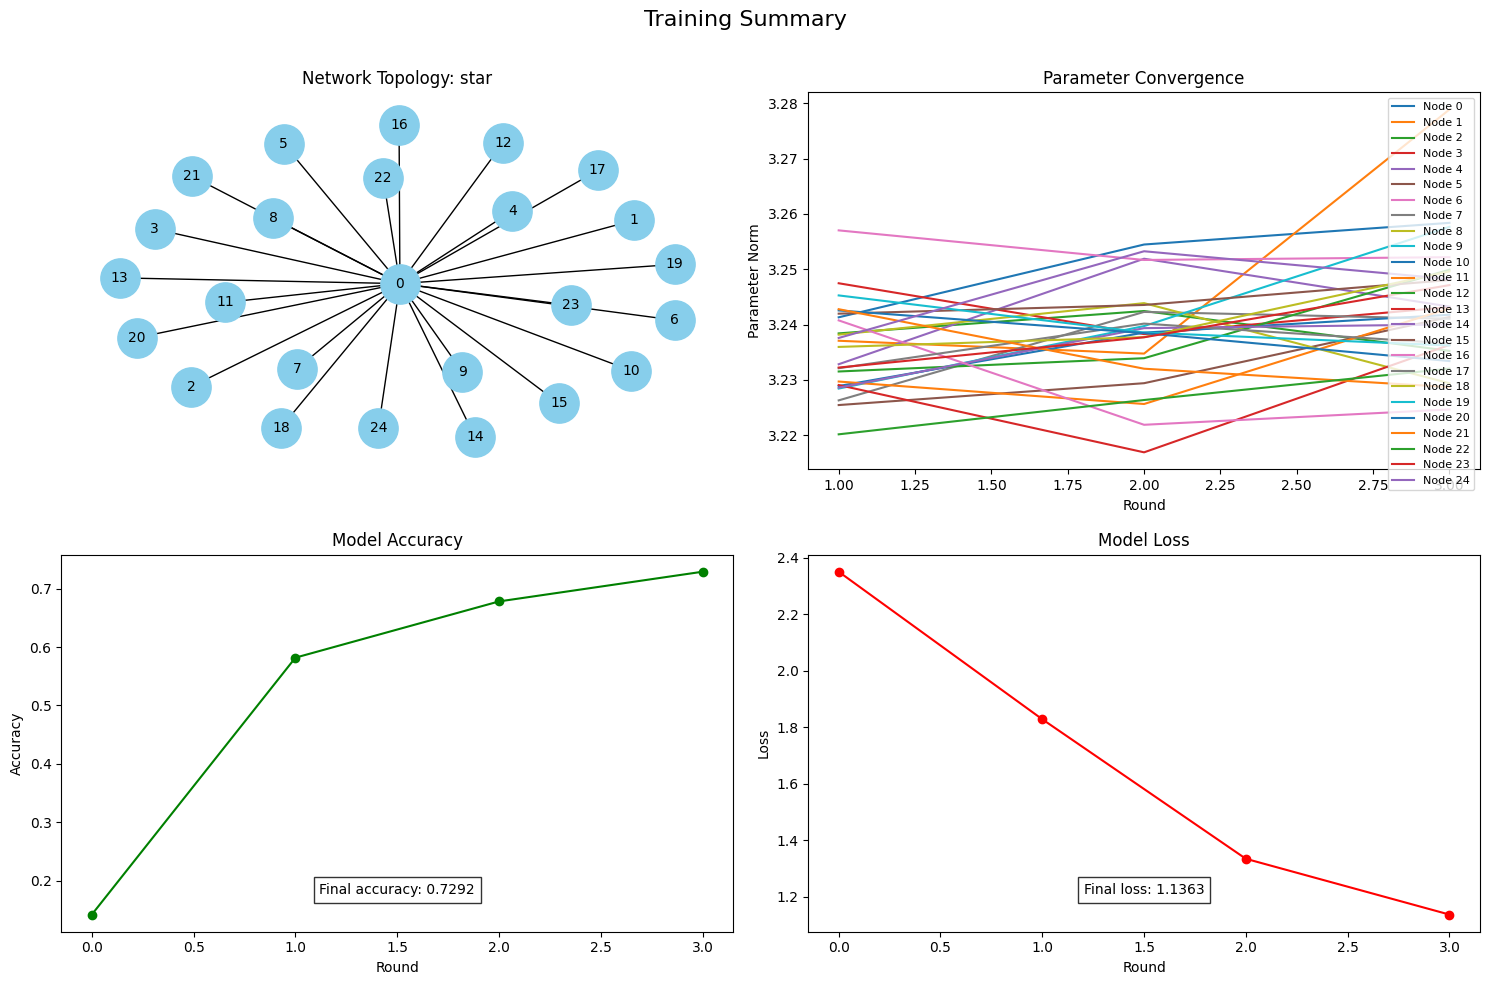 Training Summary
Network Topology: star
16
5
12
17
21
22
4
8
1
3
19
13
0
11
23
6
20
7
9
10
2
15
18
24
14
Parameter Convergence
3.28
3.27
3.26
3.25
3.24
3.23
3.22
Parameter Norm
1.00
1.25
1.50
1.75
2.00
2.25
2.50
2.75
3.00
Round
Node 0
Node 1
Node 2
Node 3
Node 4
Node 5
Node 6
Node 7
Node 8
Node 9
Node 10
Node 11
Node 12
Node 13
Node 14
Node 15
Node 16
Node 17
Node 18
Node 19
Node 20
Node 21
Node 22
Node 23
Node 24
Model Accuracy
0.7
0.6
0.5
0.4
0.3
0.2
Accuracy
Final accuracy: 0.7292
0.0
0.5
1.0
1.5
2.0
2.5
3.0
Round
Model Loss
2.4
2.2
2.0
1.8
1.6
1.4
1.2
Loss
Final loss: 1.1363
0.0
0.5
1.0
1.5
2.0
2.5
3.0
Round